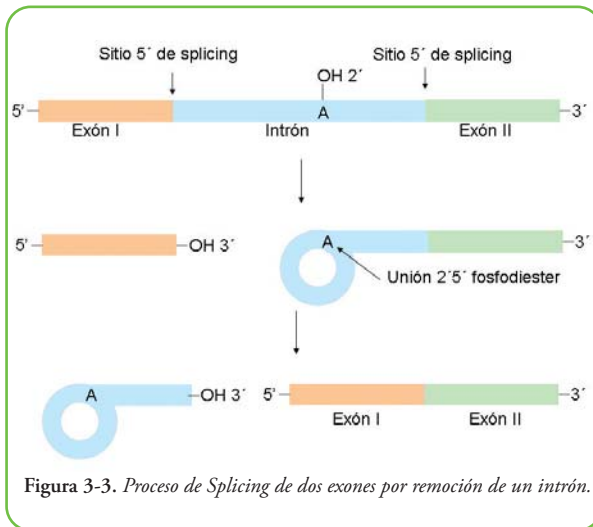 Sitio 5´ de splicing Sitio 5´ de splicing
OH 2´
5’ A 3´
Exón I Intrón Exón II
5’ OH 3´ A 3´
Unión 2´5´ fosfodiester
A OH 3´ 5’ 3´
Exón I Exón II
Figura 3-3. Proceso de Splicing de dos exones por remoción de un intrón.